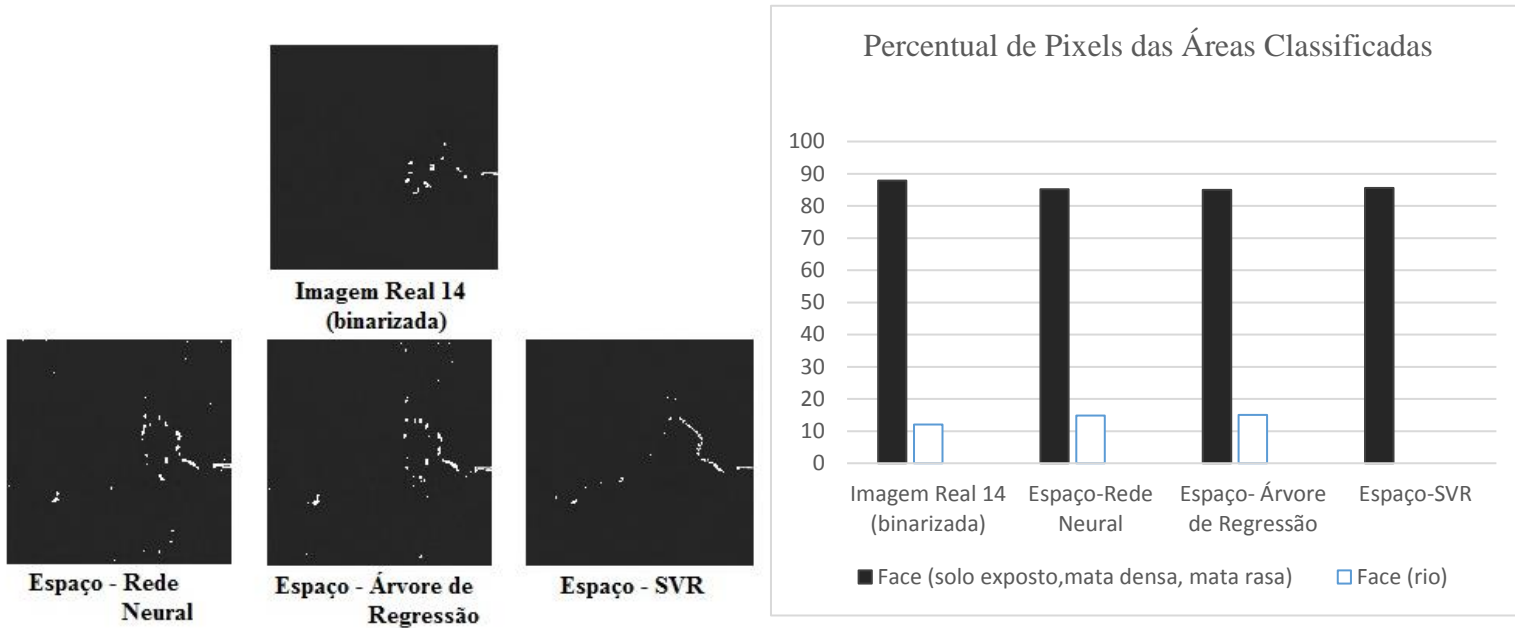 Imagem Real 14
(binarizada)
Espaço - Rede
Neural
Espaço - Árvore de
Regressão
Espaço - SVR
Percentual de Pixels das Áreas Classificadas
100
90
80
70
60
50
40
30
20
10
0
Imagem Real 14
(binarizada)
Espaço-Rede
Neural
Espaço- Árvore
de Regressão
Espaço-SVR
Face (solo exposto,mata densa, mata rasa)
Face (rio)